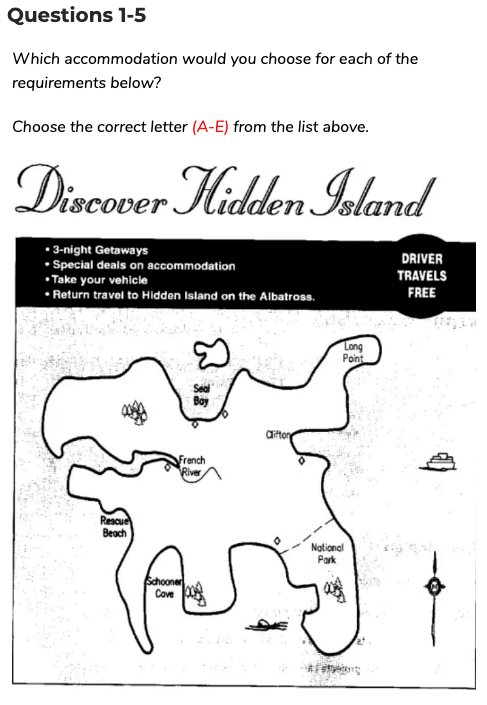 Questions 1-5
Which accommodation would you choose for each of the
requirements below?
Choose the correct letter (A-E) from the list above.
Discover Hidden Island
• 3-night Getaways
• Special deals on accommodation
• Take your vehicle
• Return travel to Hidden Island on the Albatross.
DRIVER
TRAVELS
FREE
Long
Point
Seal
Bay
Clifton
French
River
Rescue
Beach
National
Park
Schooner
Cove